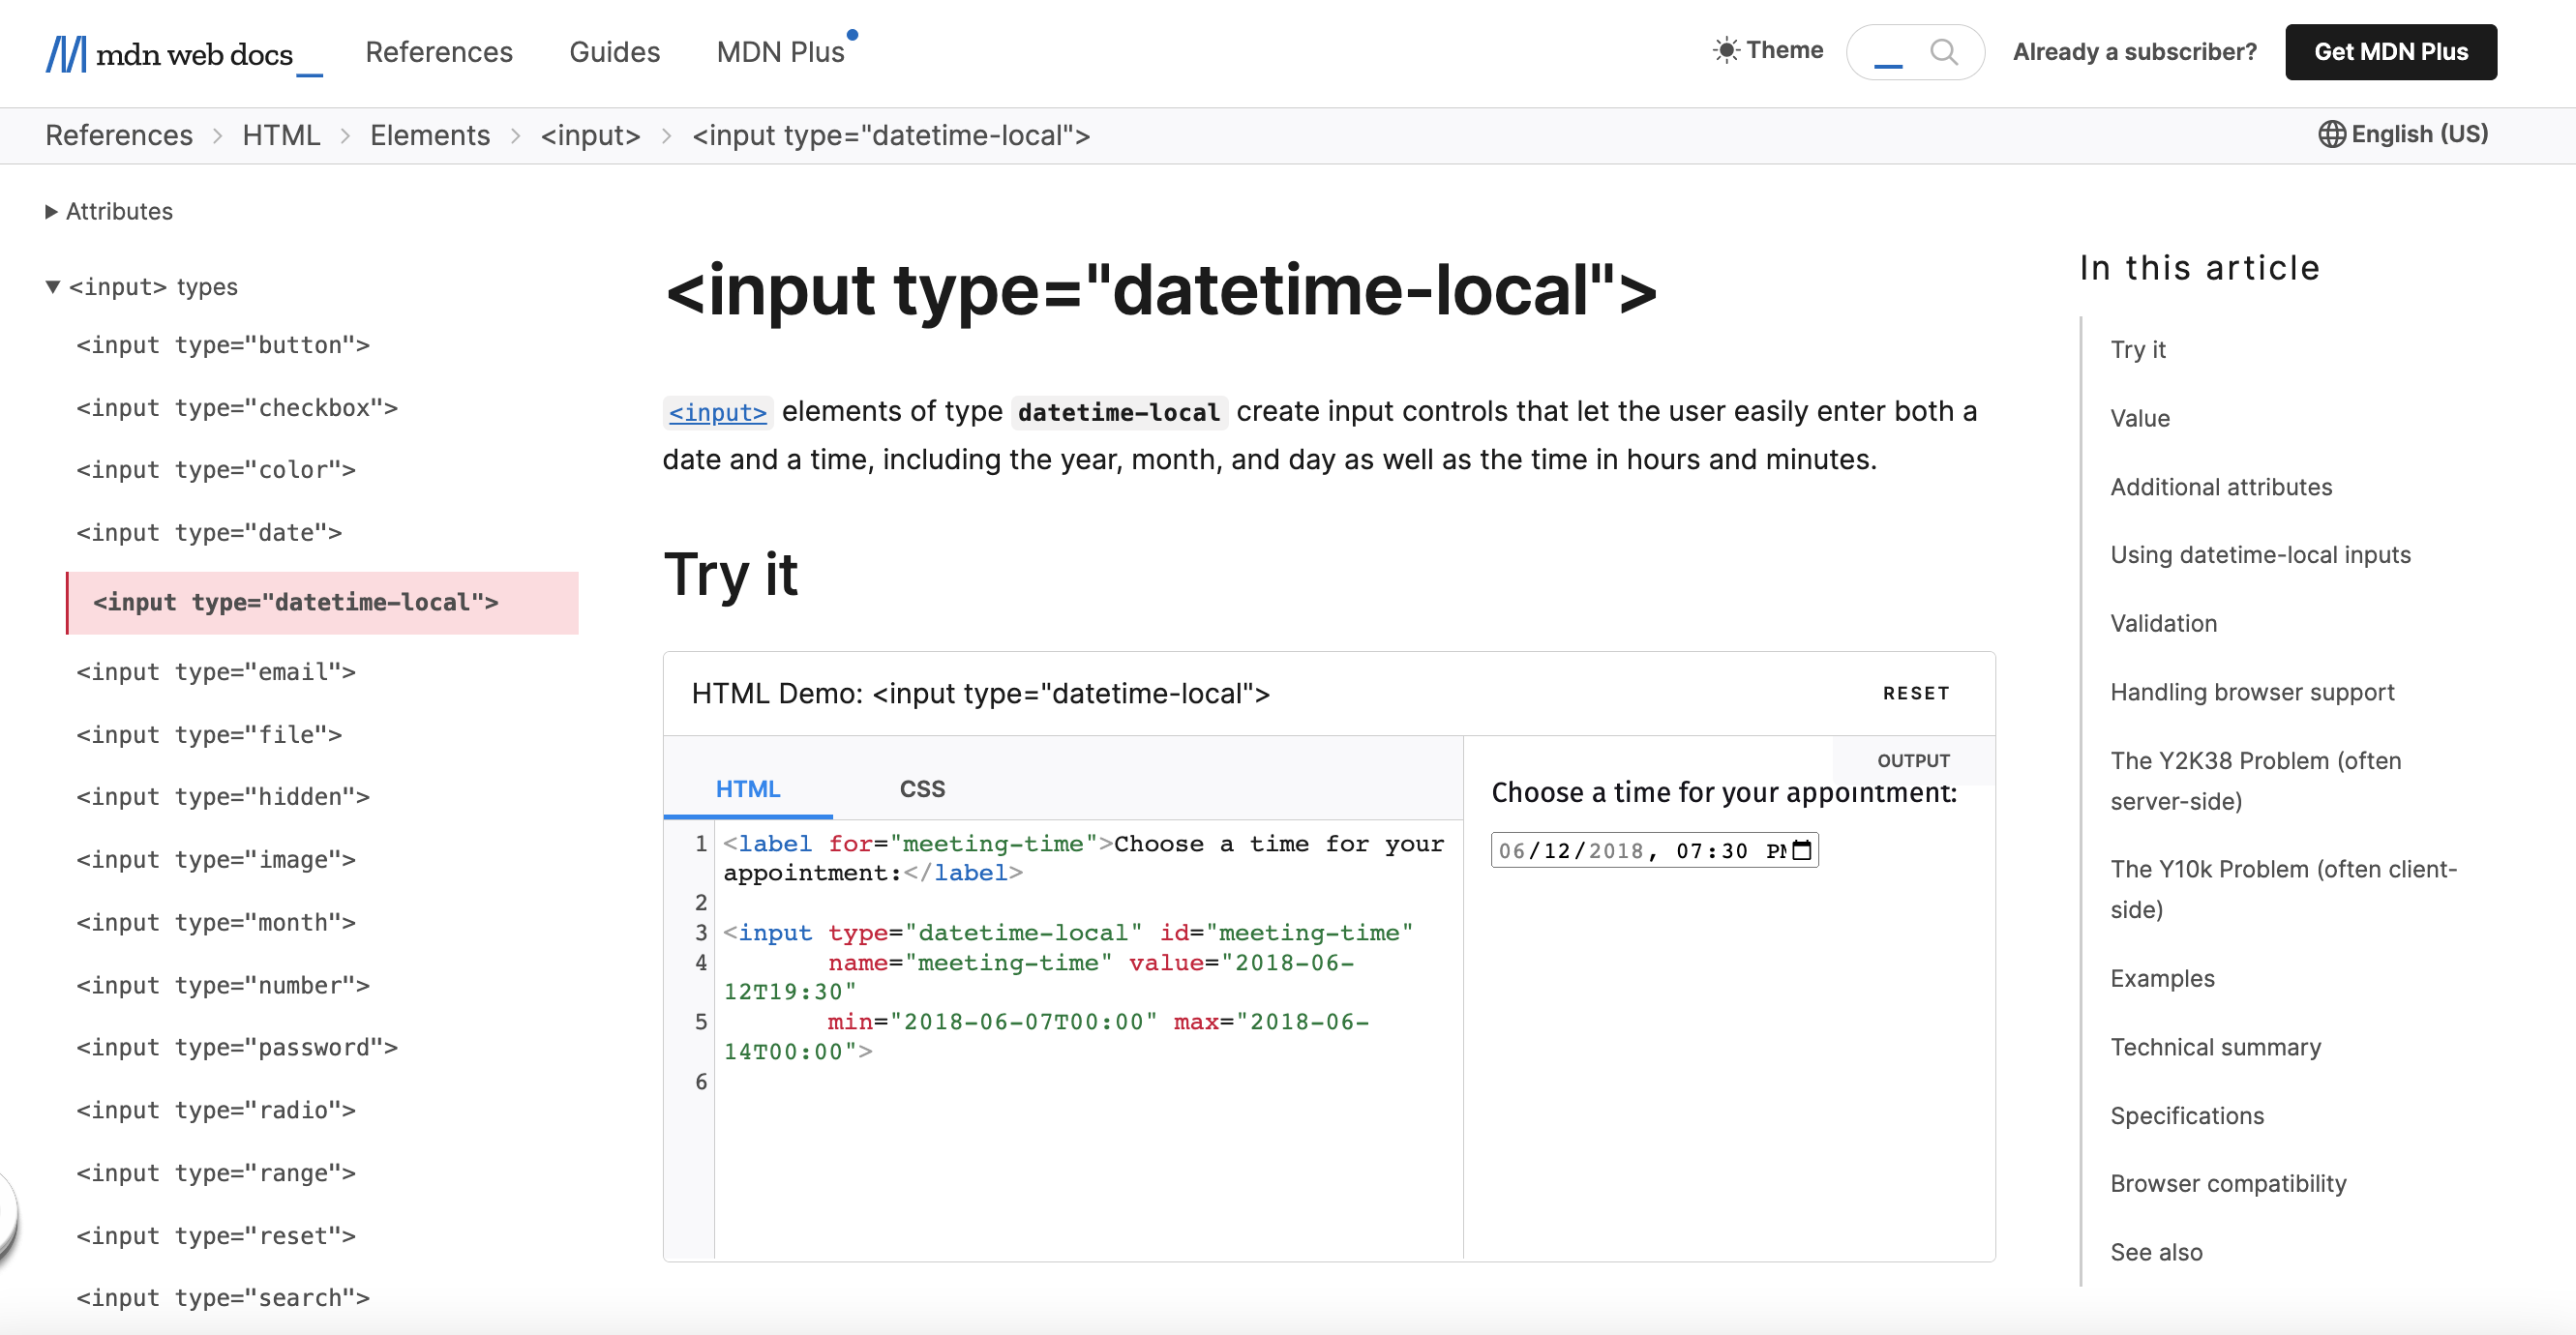 mdn web docs_
References
Guides
MDN Plus
Theme
Already a subscriber?
Get MDN Plus
References > HTML > Elements > <input> > <input type="datetime-local">
English (US)
▶ Attributes
▼ <input> types
<input type="button">
<input type="checkbox">
<input type="color">
<input type="date">
<input type="datetime-local">
<input type="email">
<input type="file">
<input type="hidden">
<input type="image">
<input type="month">
<input type="number">
<input type="password">
<input type="radio">
<input type="range">
<input type="reset">
<input type="search">
<input type="datetime-local">
<input> elements of type datetime-local create input controls that let the user easily enter both a
date and a time, including the year, month, and day as well as the time in hours and minutes.
Try it
HTML Demo: <input type="datetime-local">
RESET
HTML
CSS
1 <label for="meeting-time">Choose a time for your
appointment:</label>
2
3 <input type="datetime-local" id="meeting-time"
4 name="meeting-time" value="2018-06-
12T19:30"
5 min="2018-06-07T00:00" max="2018-06-
14T00:00">
6
OUTPUT
Choose a time for your appointment:
06/12/2018, 07:30 PM
In this article
Try it
Value
Additional attributes
Using datetime-local inputs
Validation
Handling browser support
The Y2K38 Problem (often
server-side)
The Y10k Problem (often client-
side)
Examples
Technical summary
Specifications
Browser compatibility
See also